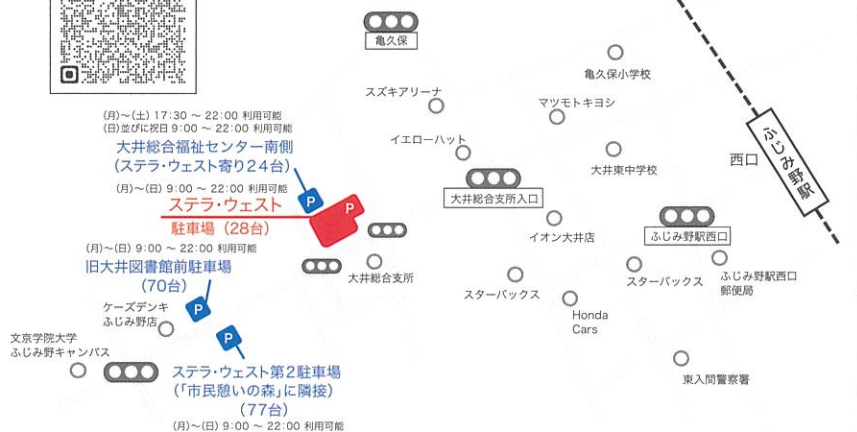 亀久保
亀久保小学校
スズキアリーナ
マツモトキヨシ
(月)～(土) 17:30 ～ 22:00 利用可能
(日)並びに祝日 9:00 ～ 22:00 利用可能
大井総合福祉センター南側
(ステラ・ウェスト寄り24台)
イエローハット
大井東中学校
西口
ふじみ野駅
(月)～(日) 9:00 ～ 22:00 利用可能
P
ステラ・ウェスト
駐車場 (28台)
P
大井総合支所入口
イオン大井店
ふじみ野駅西口
(月)～(日) 9:00 ～ 22:00 利用可能
旧大井図書館前駐車場
(70台)
大井総合支所
スターバックス
スターバックス
ふじみ野駅西口
郵便局
ケーズデンキ
ふじみ野店
P
Honda
Cars
文京学院大学
ふじみ野キャンパス
P
ステラ・ウェスト第2駐車場
(「市民憩いの森」に隣接)
(77台)
(月)～(日) 9:00 ～ 22:00 利用可能
東入間警察署